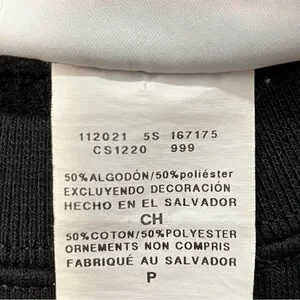 112021 5S 167175
CS1220 999
50%ALGODÓN/50%poliéster
EXCLUYENDO DECORACIÓN
HECHO EN EL SALVADOR
CH
50%COTON/50%POLYESTER
ORNEMENTS NON COMPRIS
FABRIQUÉ AU SALVADOR
P